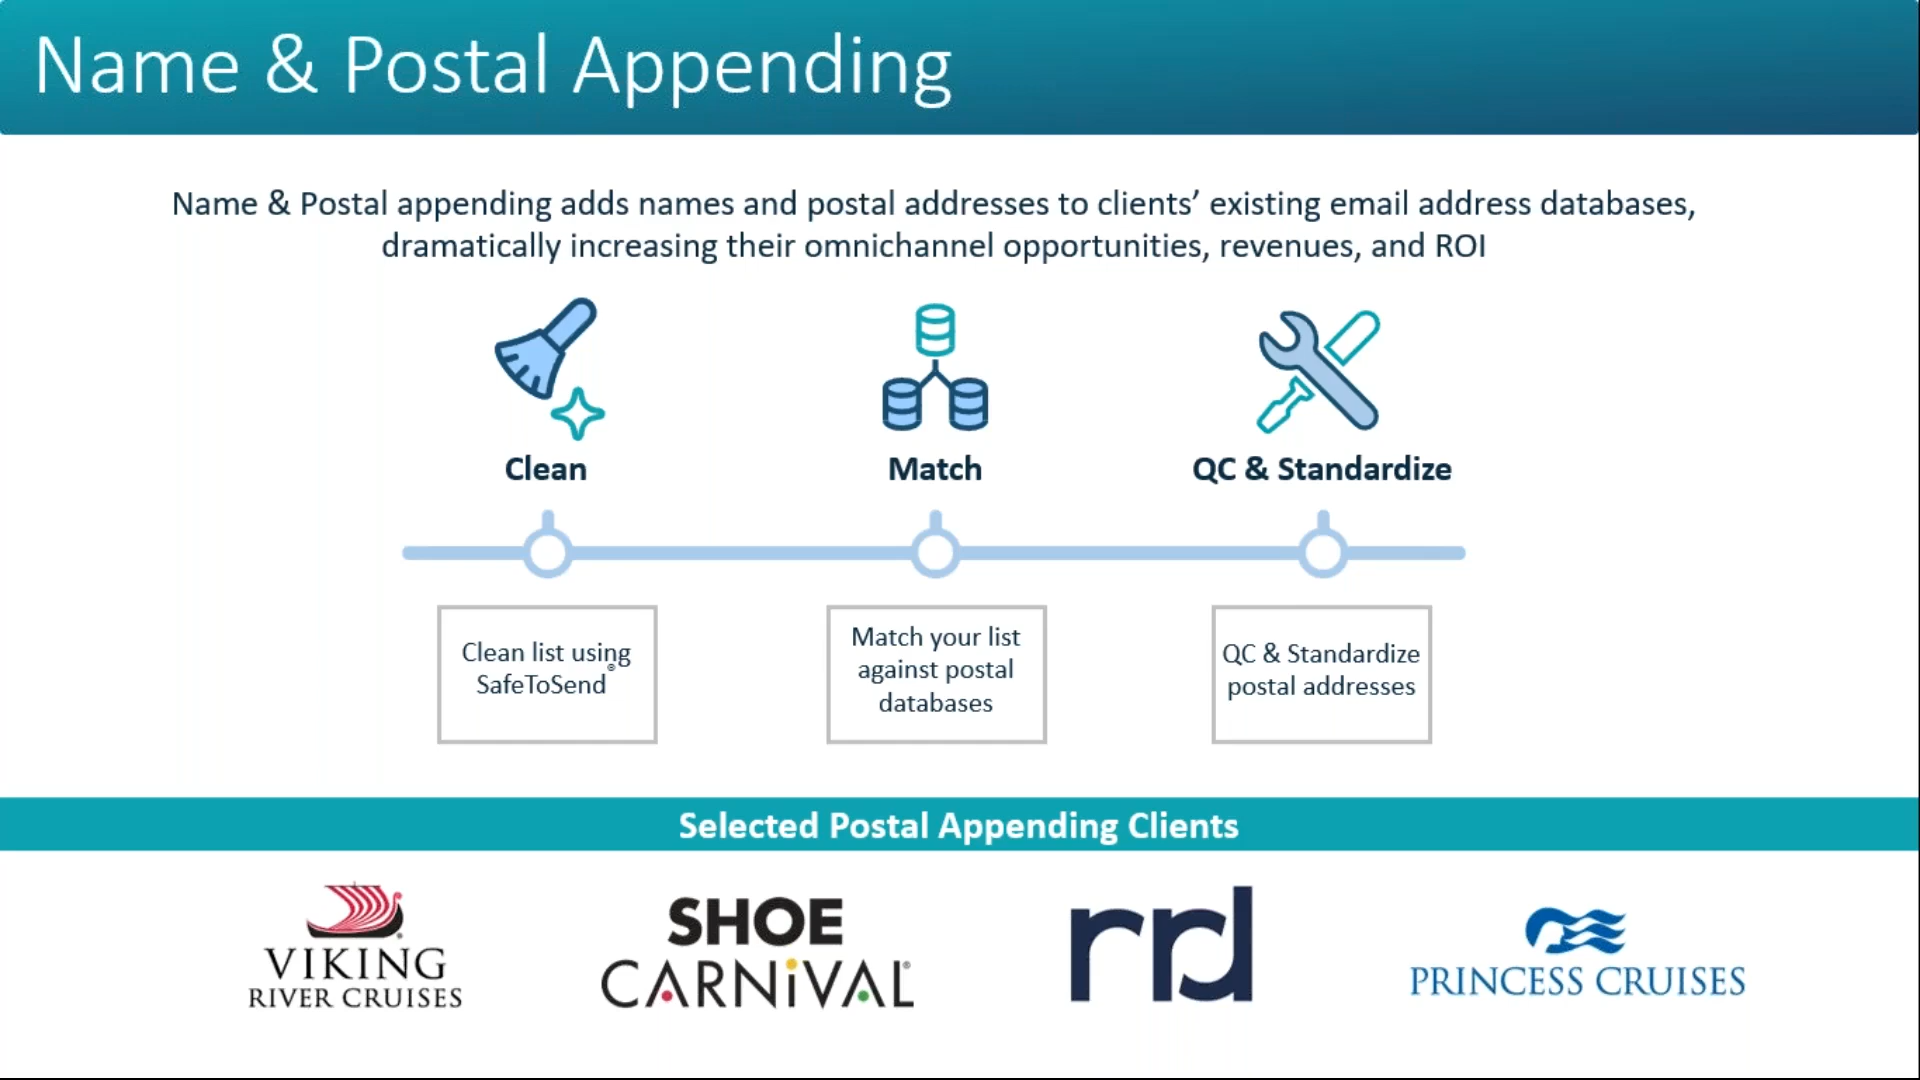 Name & Postal Appending
Name & Postal appending adds names and postal addresses to clients’ existing email address databases,
dramatically increasing their omnichannel opportunities, revenues, and ROI
Clean
Match
QC & Standardize
Clean list using
SafeToSend®
Match your list
against postal
databases
QC & Standardize
postal addresses
Selected Postal Appending Clients
VIKING
RIVER CRUISES
SHOE
CARNiVAL®
rrd
PRINCESS CRUISES